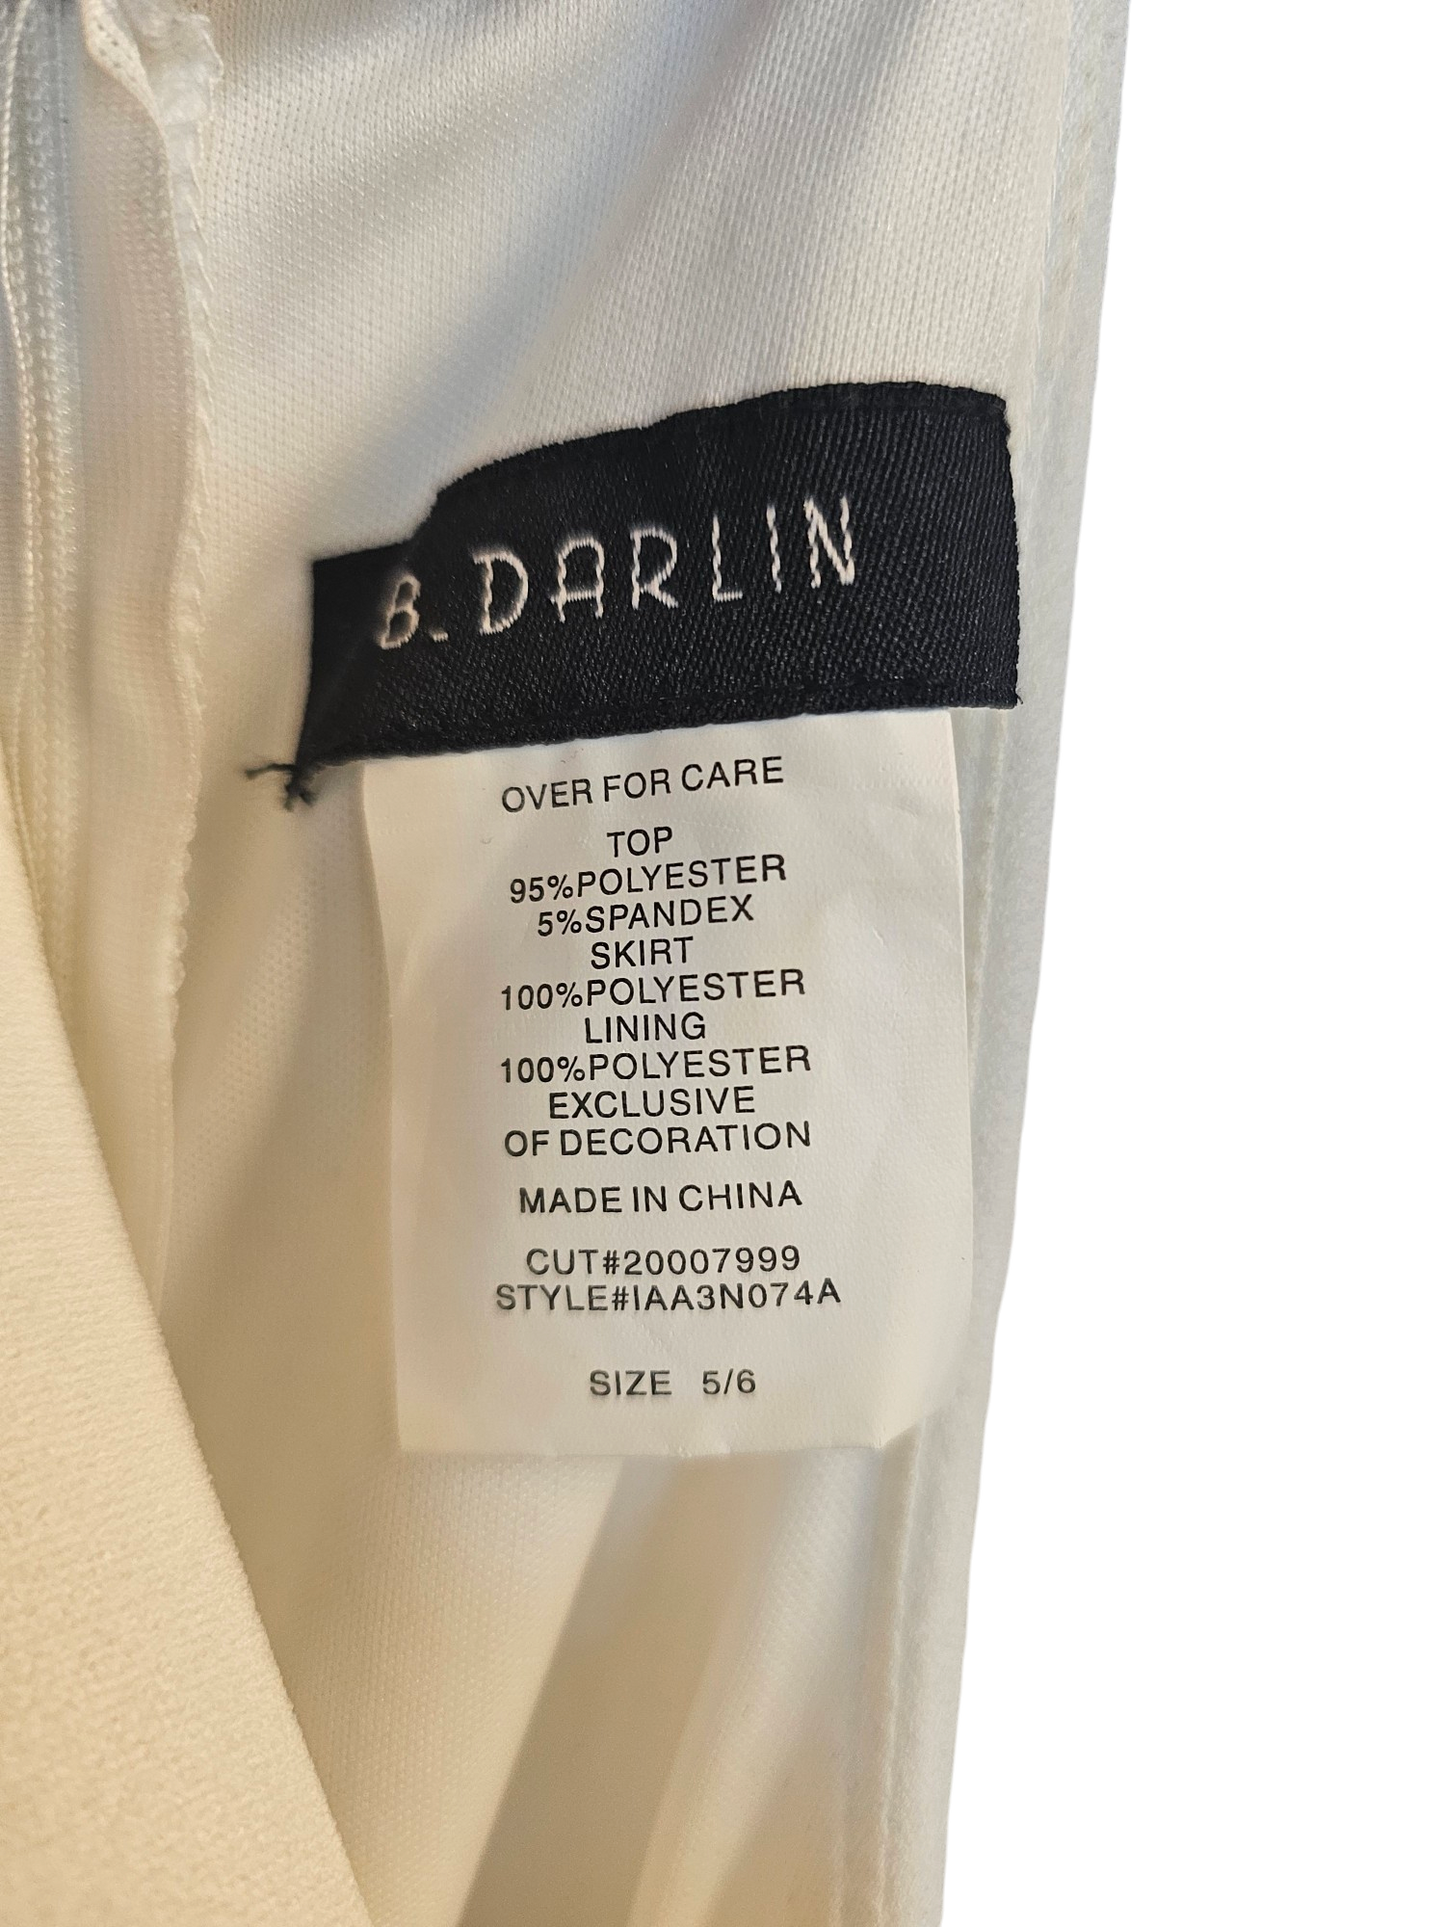 B. DARLIN
OVER FOR CARE
TOP
95%POLYESTER
5%SPANDEX
SKIRT
100%POLYESTER
LINING
100%POLYESTER
EXCLUSIVE
OF DECORATION
MADE IN CHINA
CUT#20007999
STYLE#IAA3N074A
SIZE 5/6